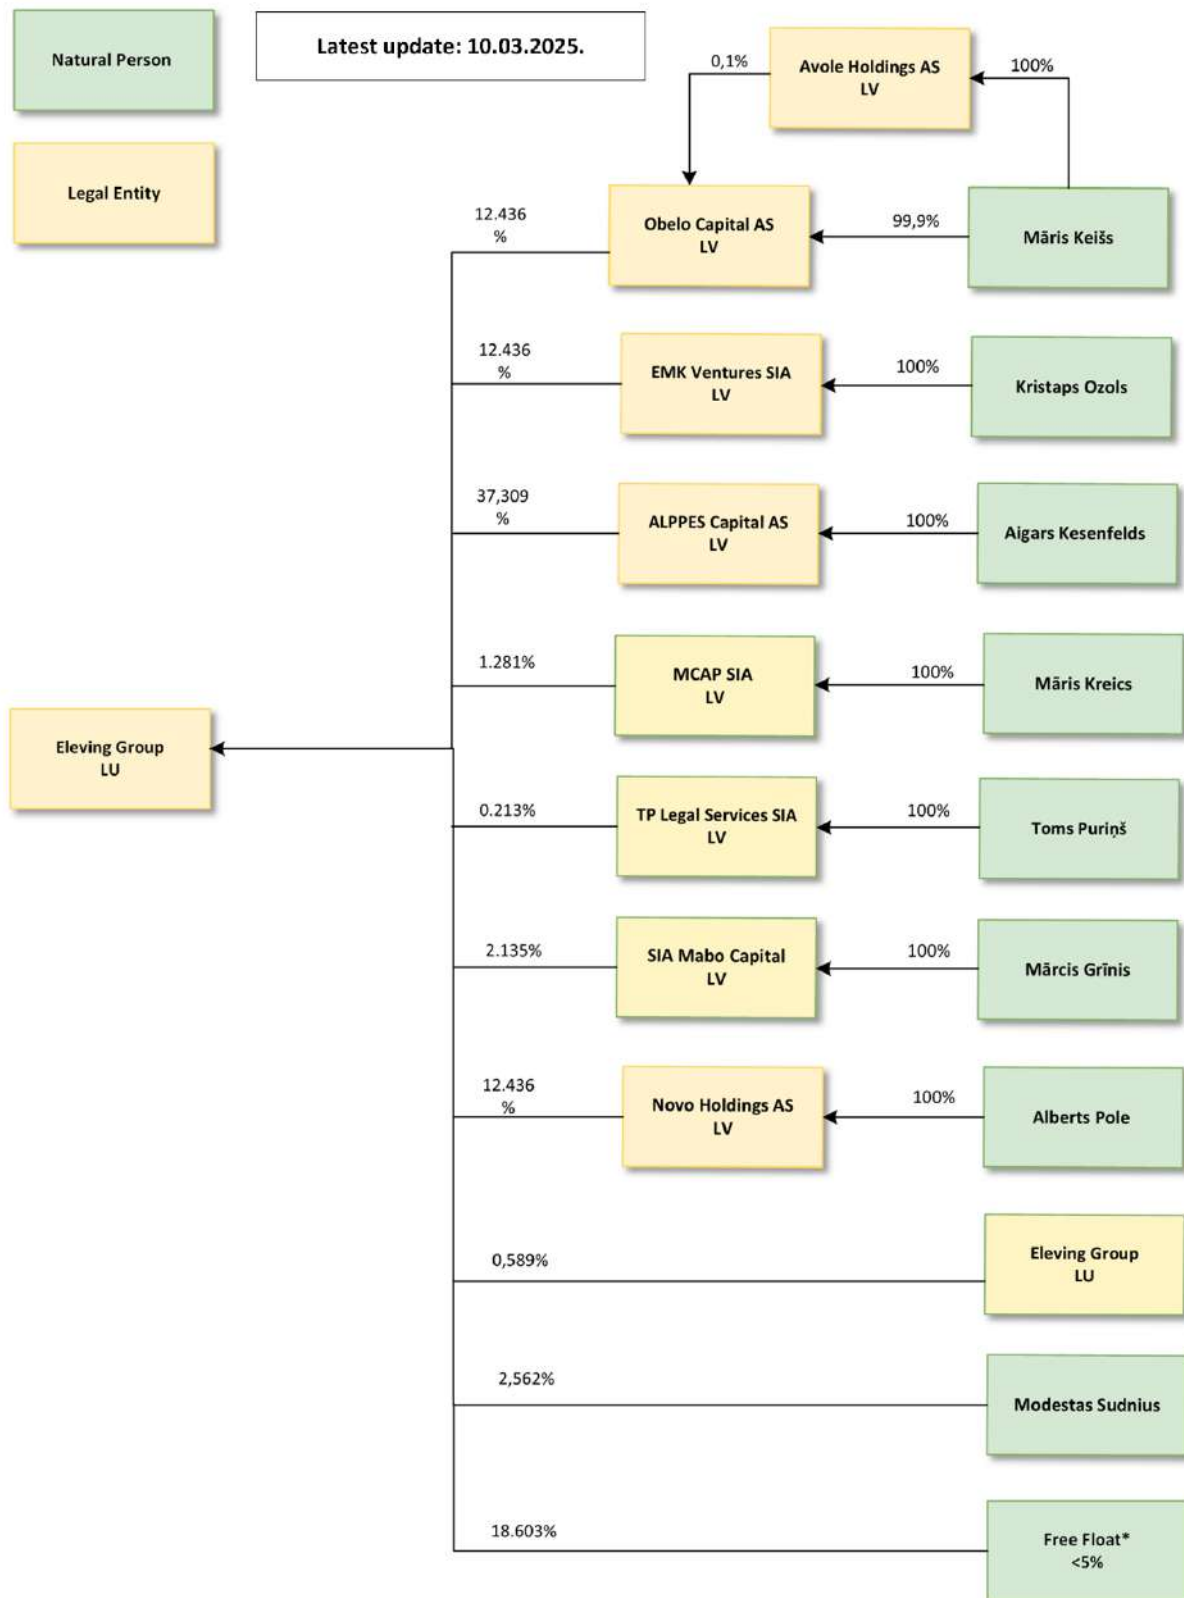 Natural Person
Latest update: 10.03.2025.
0,1%
Avole Holdings AS
LV
100%
Legal Entity
12.436
%
Obelo Capital AS
LV
99,9%
Māris Keišs
12.436
%
EMK Ventures SIA
LV
100%
Kristaps Ozols
37,309
%
ALPPES Capital AS
LV
100%
Aigars Kesenfelds
1.281%
MCAP SIA
LV
100%
Māris Kreics
Eleving Group
LU
0.213%
TP Legal Services SIA
LV
100%
Toms Puriņš
2.135%
SIA Mabo Capital
LV
100%
Mārcis Grīnis
12.436
%
Novo Holdings AS
LV
100%
Alberts Pole
0,589%
Eleving Group
LU
2,562%
Modestas Sudnius
18.603%
Free Float*
<5%